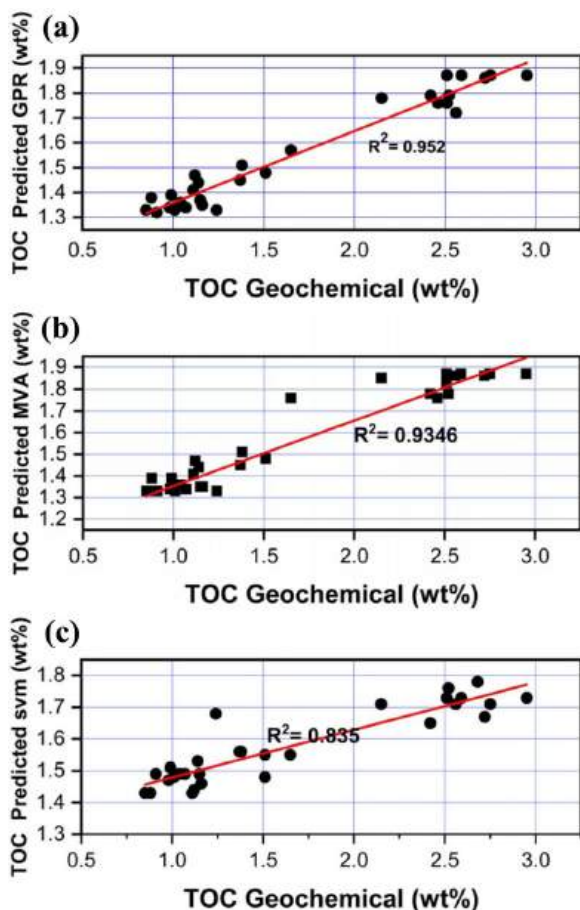 (a)
TOC Predicted GPR (wt%)
1.9
1.8
1.7
1.6
1.5
1.4
1.3
R2= 0.952
0.5 1.0 1.5 2.0 2.5 3.0
TOC Geochemical (wt%)
(b)
TOC Predicted MVA (wt%)
1.9
1.8
1.7
1.6
1.5
1.4
1.3
1.2
R2= 0.9346
0.5 1.0 1.5 2.0 2.5 3.0
TOC Geochemical (wt%)
(c)
TOC Predicted svm (wt%)
1.8
1.7
1.6
1.5
1.4
1.3
R2= 0.835
0.5 1.0 1.5 2.0 2.5 3.0
TOC Geochemical (wt%)